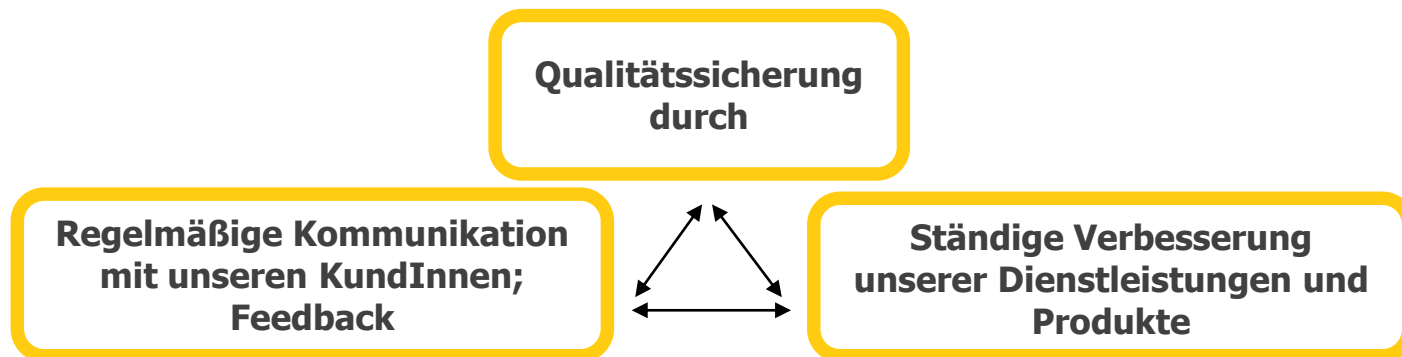 Qualitätssicherung
durch
Regelmäßige Kommunikation
mit unseren KundInnen;
Feedback
Ständige Verbesserung
unserer Dienstleistungen und
Produkte